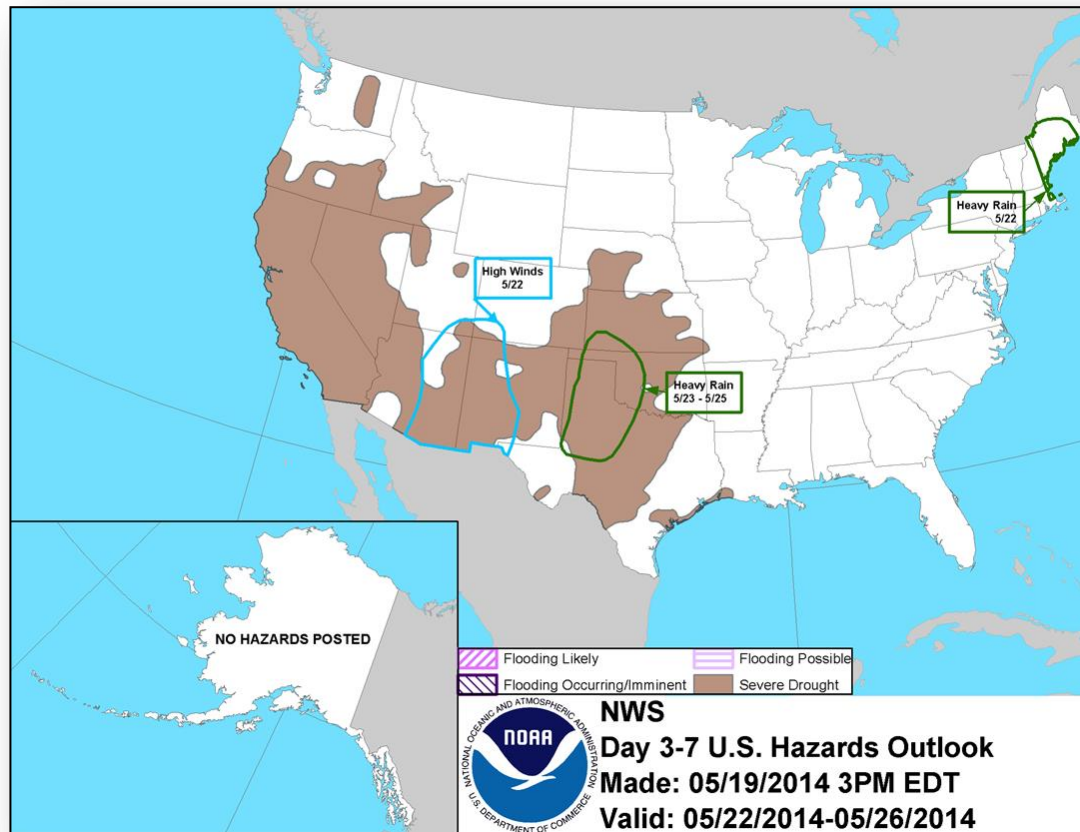 High Winds
5/22
Heavy Rain
5/22
Heavy Rain
5/23 - 5/25
NO HAZARDS POSTED
Flooding Likely
Flooding Possible
Flooding Occurring/Imminent
Severe Drought
NATIONAL OCEANIC AND ATMOSPHERIC ADMINISTRATION
NOAA
U.S. DEPARTMENT OF COMMERCE
NWS
Day 3-7 U.S. Hazards Outlook
Made: 05/19/2014 3PM EDT
Valid: 05/22/2014-05/26/2014